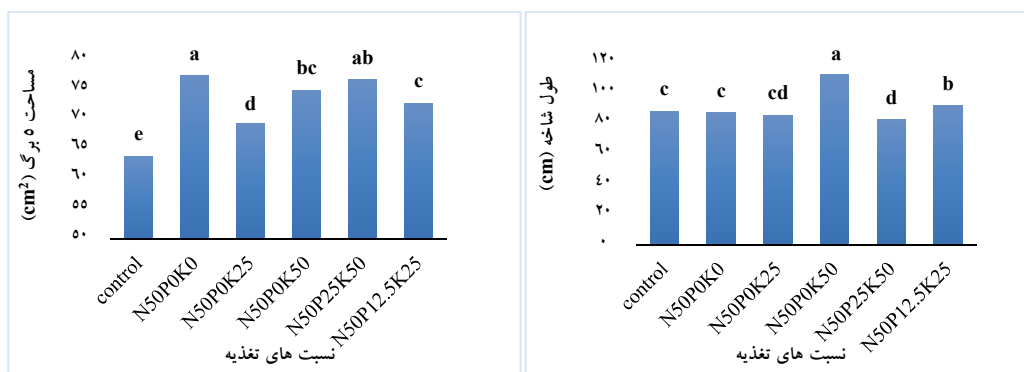 مساحت ۵ برگ (cm²)
۸۰
۷۵
۷۰
۶۵
۶۰
۵۵
۵۰
e
a
d
bc
ab
c
control
N50P0K0
N50P0K25
N50P0K50
N50P25K50
N50P12.5K25
نسبت های تغذیه
طول شاخه (cm)
۱۲۰
۱۰۰
۸۰
۶۰
۴۰
۲۰
۰
c
c
cd
a
d
b
control
N50P0K0
N50P0K25
N50P0K50
N50P25K50
N50P12.5K25
نسبت های تغذیه